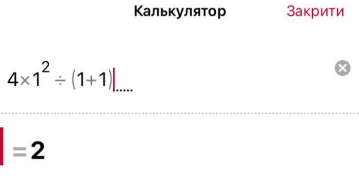 Калькулятор Закрити
4×1² ÷ (1+1)
=2